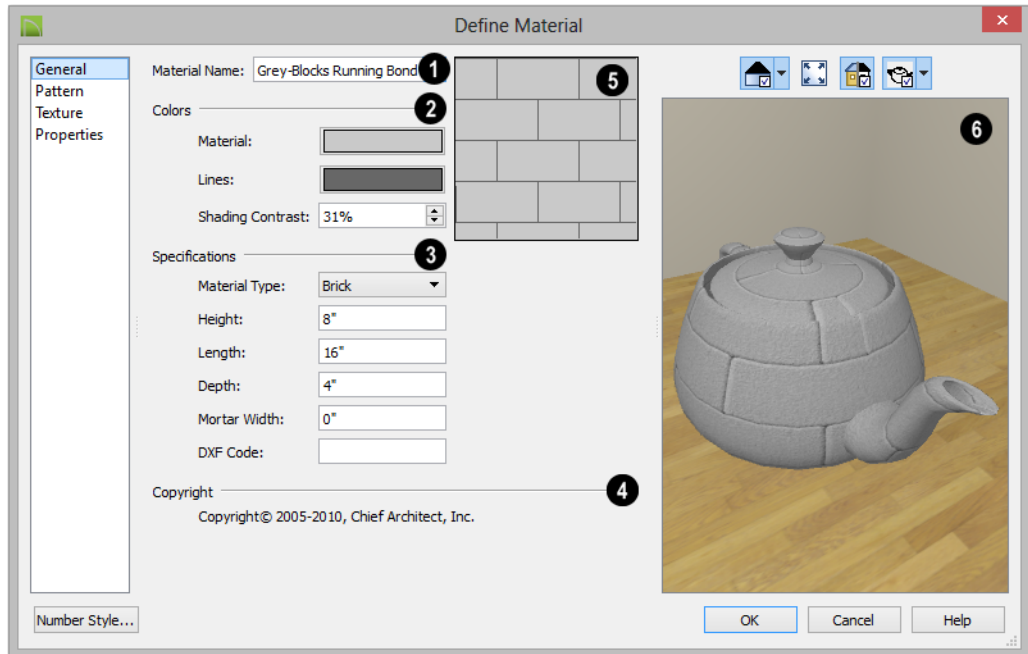 Define Material
General
Pattern
Texture
Properties
Material Name: Grey-Blocks Running Bond 1
5
6
Colors 2
Material:
Lines:
Shading Contrast: 31%
Specifications 3
Material Type: Brick
Height: 8"
Length: 16"
Depth: 4"
Mortar Width: 0"
DXF Code:
Copyright 4
Copyright© 2005-2010, Chief Architect, Inc.
Number Style...
OK
Cancel
Help